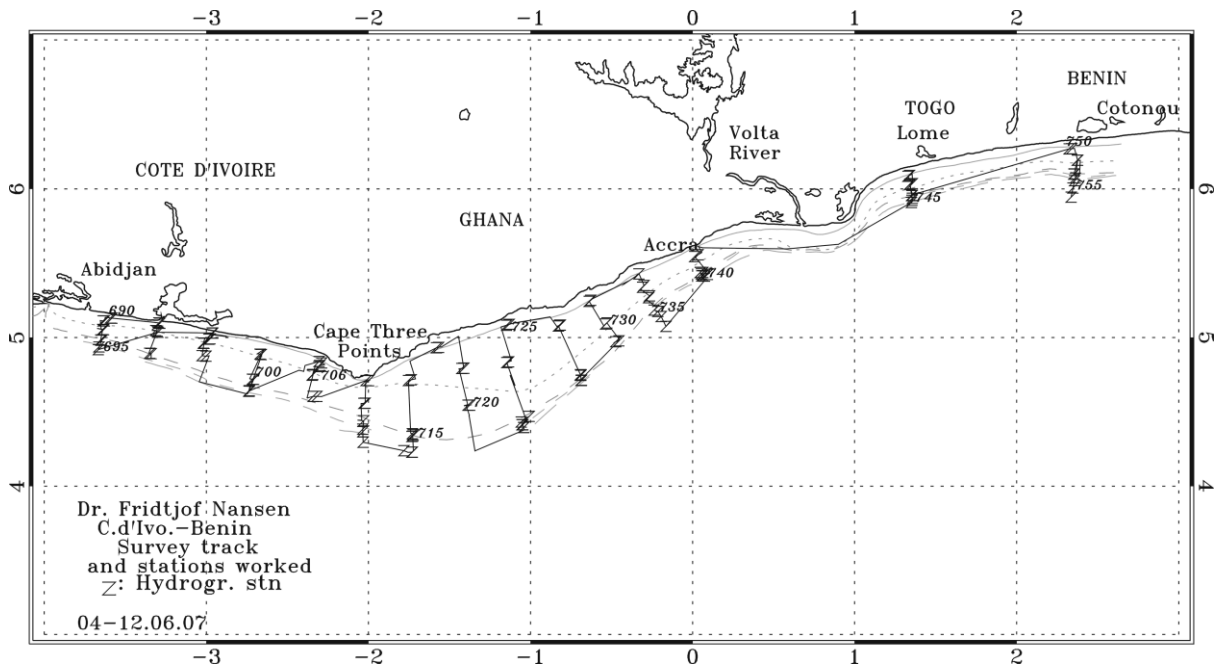 -3 -2 -1 0 1 2
BENIN
TOGO
Cotonou
Volta
River
Lome
750
COTE D'IVOIRE
6
6
755
745
GHANA
Accra
Abidjan
740
690
735
Cape Three
Points
725
730
5
5
695
700
706
720
715
4
4
Dr. Fridtjof Nansen
C.d'Ivo.-Benin
Survey track
and stations worked
Z: Hydrogr. stn
04-12.06.07
-3 -2 -1 0 1 2